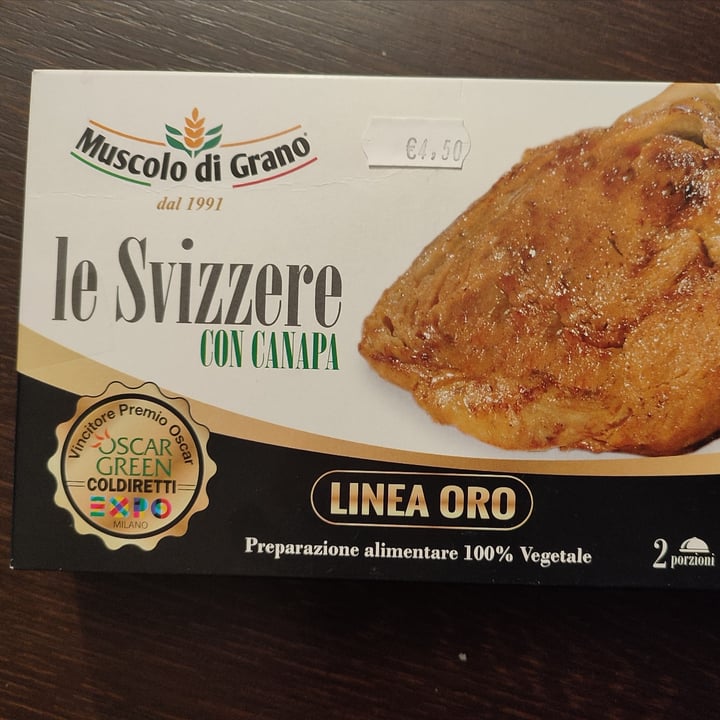 Muscolo di Grano
dal 1991
€4,50
le Svizzere
CON CANAPA
Vincitore Premio Oscar
OSCAR
GREEN
COLDIRETTI
EXPO
MILANO
LINEA ORO
Preparazione alimentare 100% Vegetale
2 porzioni